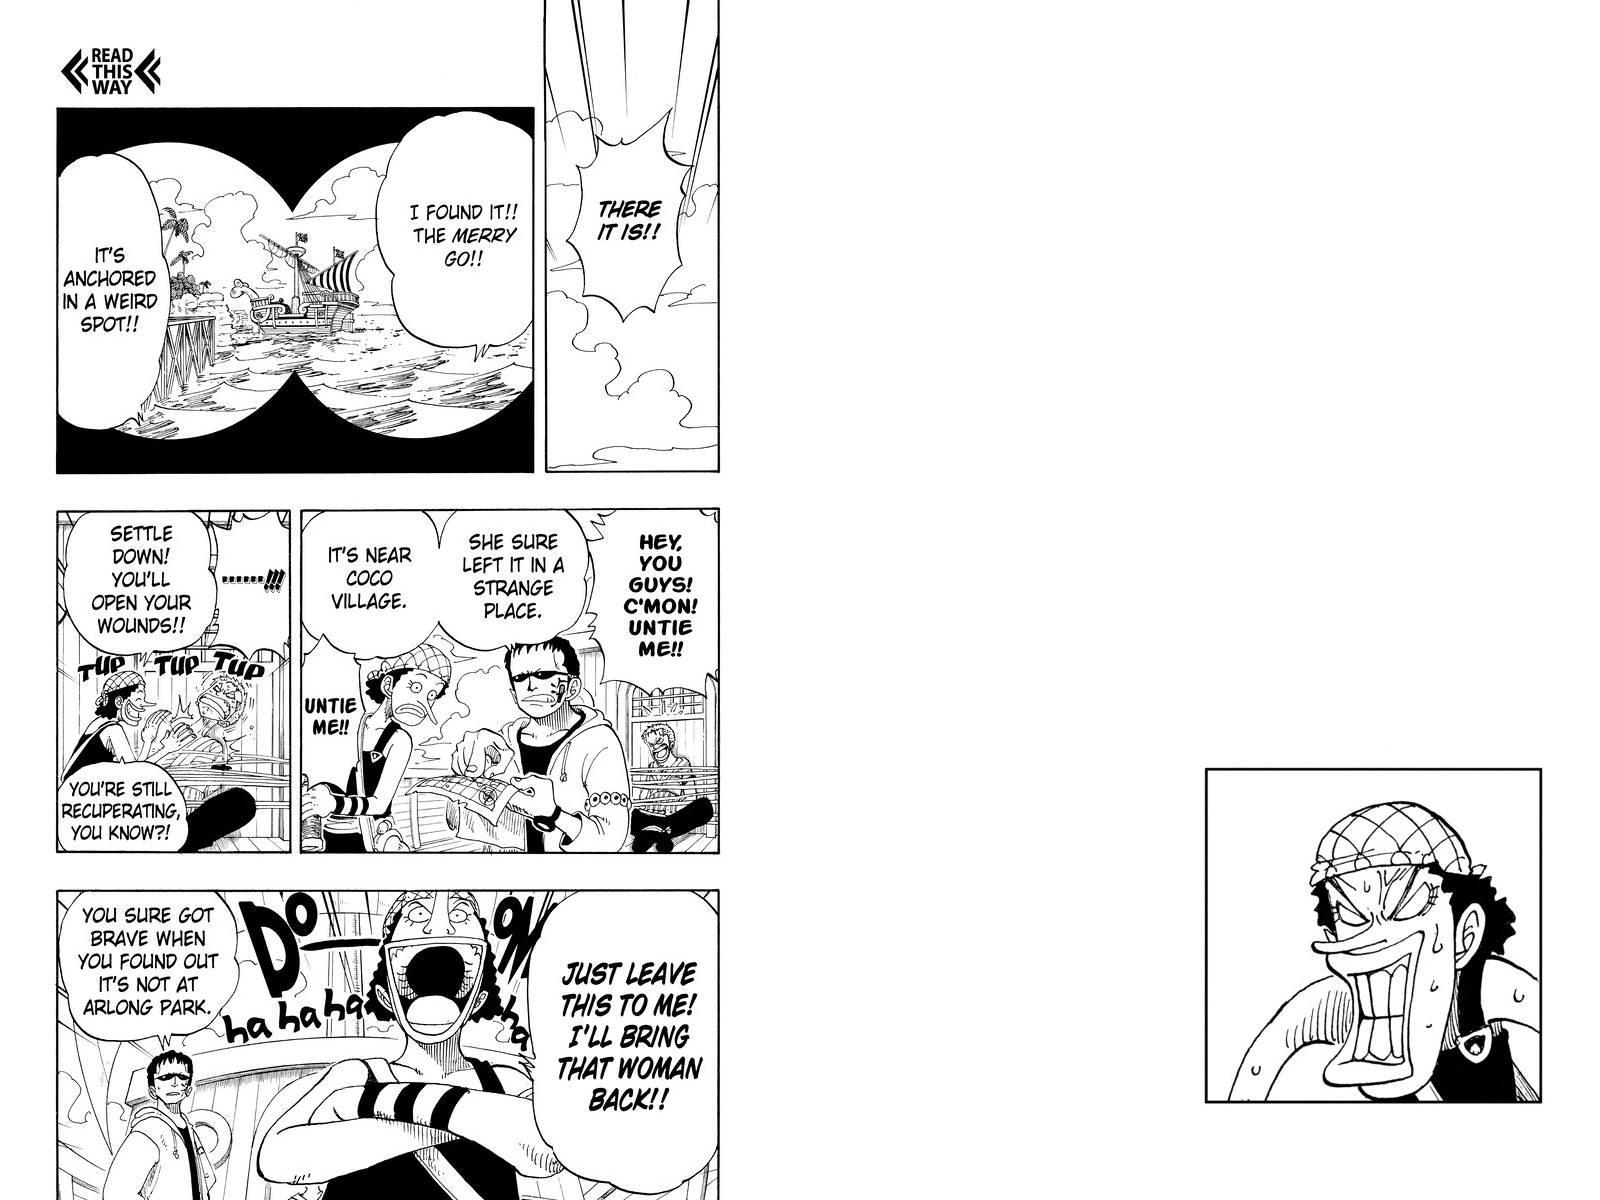 READ
THIS
WAY
THERE
IT IS!!
I FOUND IT!!
THE MERRY
GO!!
IT'S
ANCHORED
IN A WEIRD
SPOT!!
HEY,
YOU
GUYS!
C'MON!
UNTIE
ME!!
SHE SURE
LEFT IT IN A
STRANGE
PLACE.
IT'S NEAR
COCO
VILLAGE.
UNTIE
ME!!
......!!!
SETTLE
DOWN!
YOU'LL
OPEN YOUR
WOUNDS!!
TUP TUP TUP
YOU'RE STILL
RECUPERATING,
YOU KNOW?!
JUST LEAVE
THIS TO ME!
I'LL BRING
THAT WOMAN
BACK!!
DO—OM
ha ha ha ha
ha
YOU SURE GOT
BRAVE WHEN
YOU FOUND OUT
IT'S NOT AT
ARLONG PARK.